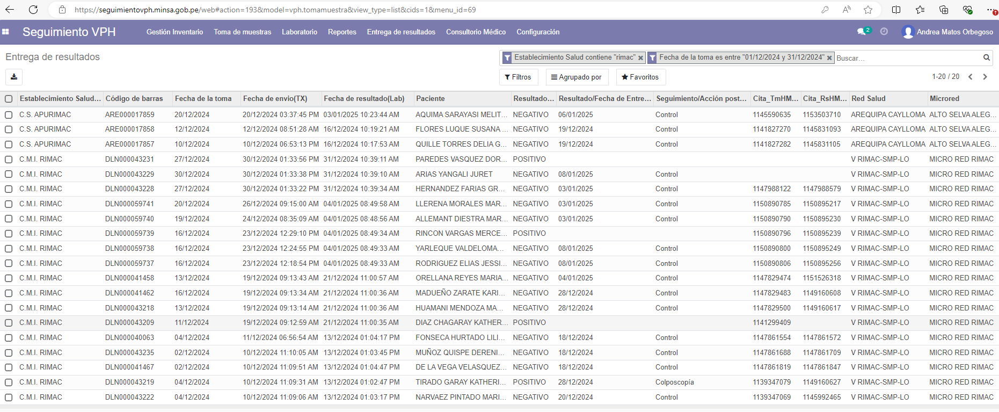 https://seguimientovph.minsa.gob.pe/web#action=193&model=vph.tomamuestra&view_type=list&cids=1&menu_id=69
Seguimiento VPH Gestión Inventario Toma de muestras Laboratorio Reportes Entrega de resultados Consultorio Médico Configuración 2 Andrea Matos Orbegoso
Entrega de resultados Establecimiento Salud contiene "rimac" Fecha de la toma es entre "01/12/2024 y 31/12/2024" Buscar...
Filtros Agrupado por Favoritos 1-20 / 20
Establecimiento Salud... Código de barras Fecha de la toma Fecha de envio(TX) Fecha de resultado(Lab) Paciente Resultado... Resultado/Fecha de Entre... Seguimiento/Acción post... Cita_TmHM... Cita_RsHM... Red Salud Microred
C.S. APURIMAC ARE000017859 20/12/2024 20/12/2024 03:37:45 PM 03/01/2025 10:23:44 AM AQUIMA SARAYASI MELIT... NEGATIVO 06/01/2025 Control 1145590635 1153503710 AREQUIPA CAYLLOMA ALTO SELVA ALEG...
C.S. APURIMAC ARE000017858 12/12/2024 12/12/2024 08:51:28 AM 16/12/2024 10:19:21 AM FLORES LUQUE SUSANA ... NEGATIVO 19/12/2024 Control 1141827270 1145831093 AREQUIPA CAYLLOMA ALTO SELVA ALEG...
C.S. APURIMAC ARE000017857 10/12/2024 10/12/2024 06:53:13 PM 16/12/2024 10:17:53 AM QUILLE TORRES DELIA G... NEGATIVO 19/12/2024 Control 1141827282 1145831105 AREQUIPA CAYLLOMA ALTO SELVA ALEG...
C.M.I. RIMAC DLN000043231 27/12/2024 30/12/2024 01:33:56 PM 31/12/2024 10:39:11 AM PAREDES VASQUEZ DOR... POSITIVO V RIMAC-SMP-LO MICRO RED RIMAC
C.M.I. RIMAC DLN000043229 30/12/2024 30/12/2024 01:33:38 PM 31/12/2024 10:39:10 AM ARIAS YANGALI JURET NEGATIVO 08/01/2025 Control V RIMAC-SMP-LO MICRO RED RIMAC
C.M.I. RIMAC DLN000043228 27/12/2024 30/12/2024 01:33:22 PM 31/12/2024 10:39:34 AM HERNANDEZ FARIAS GR... NEGATIVO 03/01/2025 Control 1147988122 1147988579 V RIMAC-SMP-LO MICRO RED RIMAC
C.M.I. RIMAC DLN000059741 20/12/2024 26/12/2024 09:15:00 AM 04/01/2025 08:49:58 AM LLERENA MORALES MAR... NEGATIVO 03/01/2025 Control 1150890785 1150895217 V RIMAC-SMP-LO MICRO RED RIMAC
C.M.I. RIMAC DLN000059740 19/12/2024 24/12/2024 08:35:09 AM 04/01/2025 08:48:56 AM ALLEMANT DIESTRA MAR... NEGATIVO 03/01/2025 Control 1150890790 1150895230 V RIMAC-SMP-LO MICRO RED RIMAC
C.M.I. RIMAC DLN000059739 16/12/2024 23/12/2024 12:29:10 PM 04/01/2025 08:49:34 AM RINCON VARGAS MERCE... POSITIVO 1150890796 1150895239 V RIMAC-SMP-LO MICRO RED RIMAC
C.M.I. RIMAC DLN000059738 16/12/2024 23/12/2024 12:24:55 PM 04/01/2025 08:49:33 AM YARLEQUE VALDELOMA... NEGATIVO 08/01/2025 Control 1150890800 1150895249 V RIMAC-SMP-LO MICRO RED RIMAC
C.M.I. RIMAC DLN000059737 16/12/2024 23/12/2024 12:18:54 PM 04/01/2025 08:49:33 AM RODRIGUEZ ELIAS JESSI... NEGATIVO 08/01/2025 Control 1150890806 1150895256 V RIMAC-SMP-LO MICRO RED RIMAC
C.M.I. RIMAC DLN000041458 13/12/2024 19/12/2024 09:13:43 AM 21/12/2024 11:00:57 AM ORELLANA REYES MARIA... NEGATIVO 04/01/2025 Control 1147829474 1151526318 V RIMAC-SMP-LO MICRO RED RIMAC
C.M.I. RIMAC DLN000041462 16/12/2024 19/12/2024 09:13:34 AM 21/12/2024 11:00:36 AM MADUEÑO ZARATE KARI... NEGATIVO 28/12/2024 Control 1147829483 1149160608 V RIMAC-SMP-LO MICRO RED RIMAC
C.M.I. RIMAC DLN000043218 13/12/2024 19/12/2024 09:13:14 AM 21/12/2024 11:00:36 AM HUAMANI MENDOZA MA... NEGATIVO 28/12/2024 Control 1147829500 1149160617 V RIMAC-SMP-LO MICRO RED RIMAC
C.M.I. RIMAC DLN000043209 11/12/2024 19/12/2024 09:12:59 AM 21/12/2024 11:00:35 AM DIAZ CHAGARAY KATHER... POSITIVO 1141299409 V RIMAC-SMP-LO MICRO RED RIMAC
C.M.I. RIMAC DLN000040063 04/12/2024 11/12/2024 06:56:54 AM 13/12/2024 01:04:17 PM FONSECA HURTADO LILI... NEGATIVO 18/12/2024 Control 1147861554 1147861572 V RIMAC-SMP-LO MICRO RED RIMAC
C.M.I. RIMAC DLN000043235 02/12/2024 10/12/2024 11:10:05 AM 13/12/2024 01:03:45 PM MUÑOZ QUISPE DERENI... NEGATIVO 18/12/2024 Control 1147861688 1147861709 V RIMAC-SMP-LO MICRO RED RIMAC
C.M.I. RIMAC DLN000041467 02/12/2024 10/12/2024 11:09:51 AM 13/12/2024 01:04:47 PM DE LA VEGA VELASQUEZ... NEGATIVO 18/12/2024 Control 1147861819 1147861847 V RIMAC-SMP-LO MICRO RED RIMAC
C.M.I. RIMAC DLN000043219 04/12/2024 10/12/2024 11:09:31 AM 13/12/2024 01:02:47 PM TIRADO GARAY KATHERI... POSITIVO 28/12/2024 Colposcopía 1139347079 1149160627 V RIMAC-SMP-LO MICRO RED RIMAC
C.M.I. RIMAC DLN000043222 04/12/2024 10/12/2024 11:09:06 AM 13/12/2024 01:03:17 PM NARVAEZ PINTADO MARI... NEGATIVO 20/12/2024 Control 1139347069 1145992465 V RIMAC-SMP-LO MICRO RED RIMAC